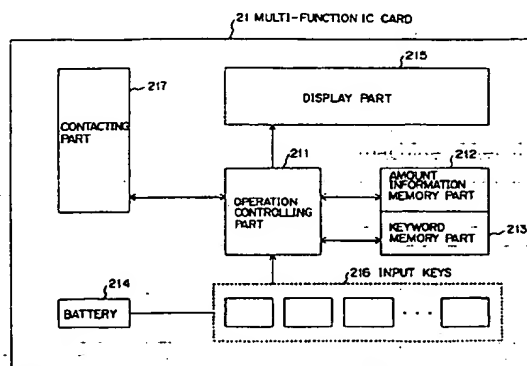 21 MULTI-FUNCTION IC CARD
215
217
DISPLAY PART
CONTACTING
PART
211
212
OPERATION
CONTROLLING
PART
AMOUNT
INFORMATION
MEMORY PART
KEYWORD
MEMORY PART
213
214
216 INPUT KEYS
BATTERY